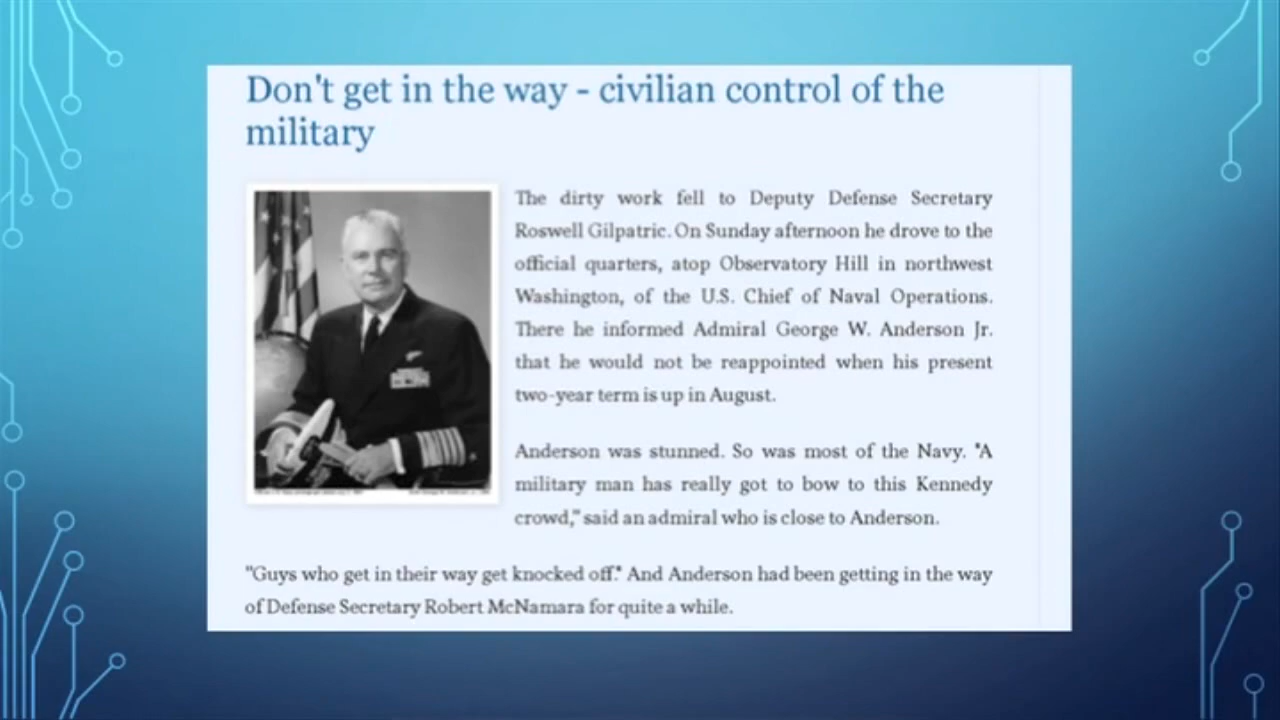 Don't get in the way - civilian control of the
military
The dirty work fell to Deputy Defense Secretary
Roswell Gilpatric. On Sunday afternoon he drove to the
official quarters, atop Observatory Hill in northwest
Washington, of the U.S. Chief of Naval Operations.
There he informed Admiral George W. Anderson Jr.
that he would not be reappointed when his present
two-year term is up in August.
Anderson was stunned. So was most of the Navy. "A
military man has really got to bow to this Kennedy
crowd," said an admiral who is close to Anderson.
"Guys who get in their way get knocked off." And Anderson had been getting in the way
of Defense Secretary Robert McNamara for quite a while.